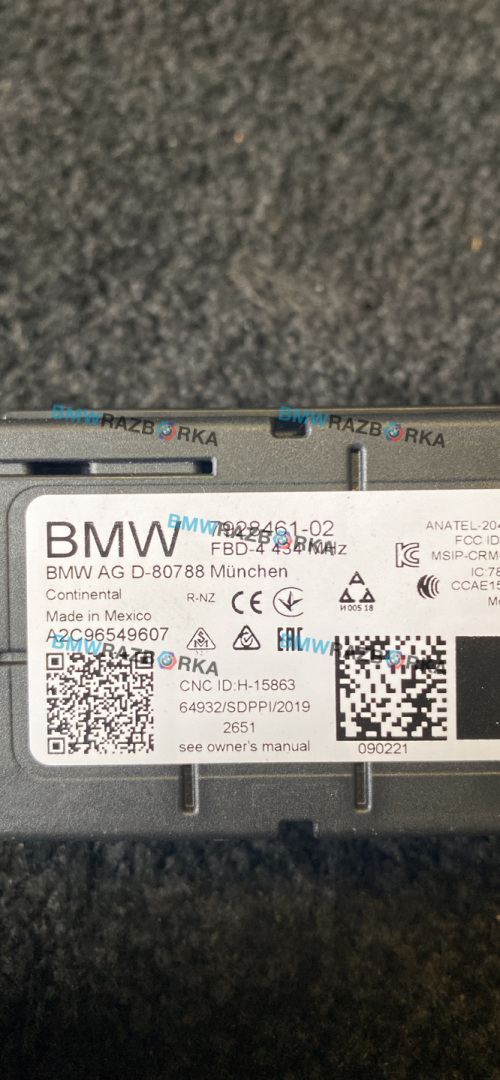 BMWRAZBORKA BMWRAZBORKA
BMW 7928461-02
BMWRAZBORKA
FBD-4 434 MHz
BMW AG D-80788 München
Continental
Made in Mexico
A2C96549607
R-NZ
CE
И005 18
EAC
ANATEL-204
FCC ID
MSIP-CRM-
IC:78
CCAE15
BMWRAZBORKA BMWRAZBORKA
CNC ID:H-15863
64932/SDPPI/2019
2651
see owner's manual
090221